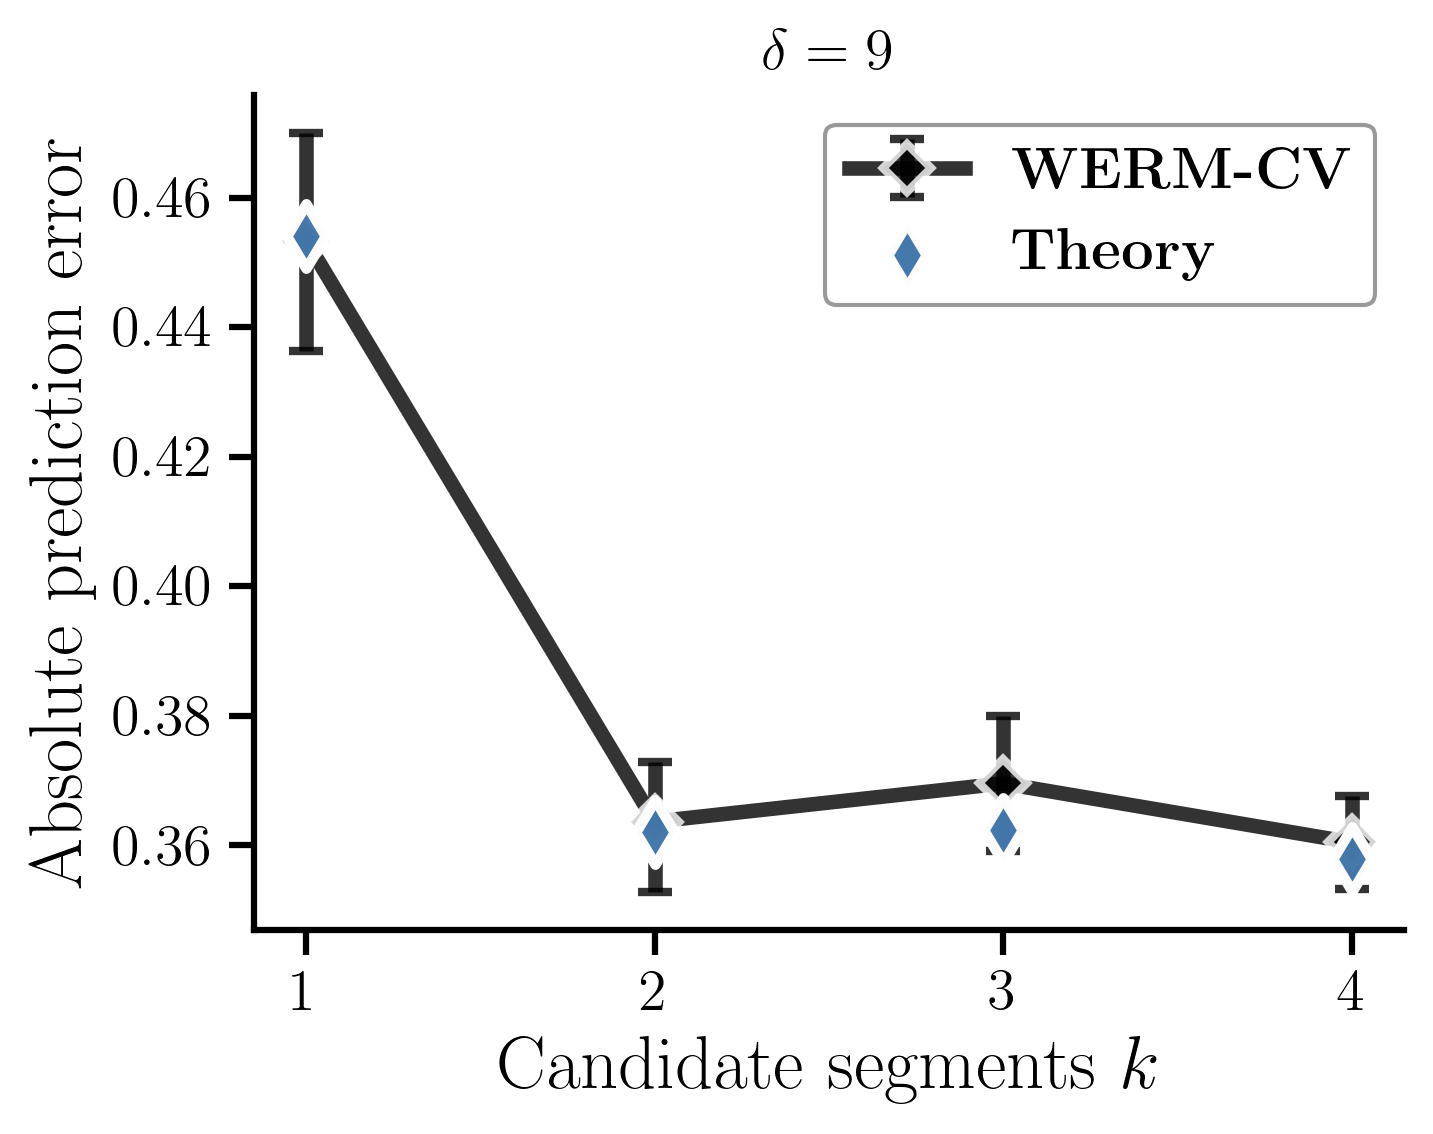 δ = 9
WERM-CV
Theory
Absolute prediction error
0.46
0.44
0.42
0.40
0.38
0.36
1 2 3 4
Candidate segments k